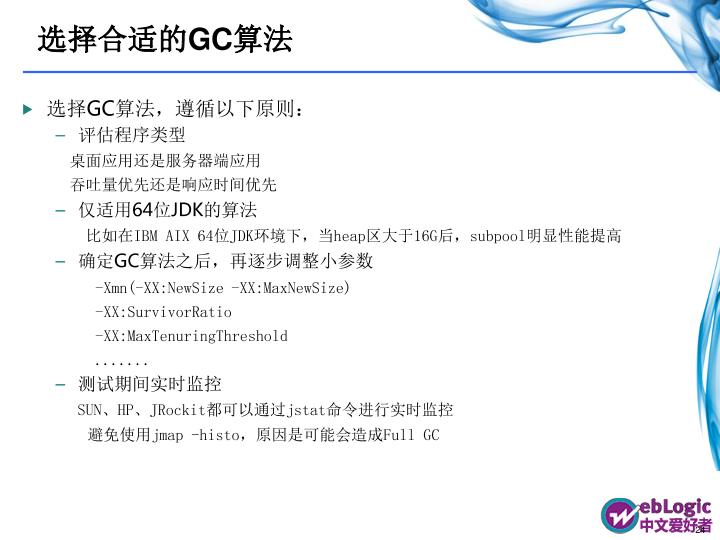 选择合适的GC算法
选择GC算法，遵循以下原则：
– 评估程序类型
桌面应用还是服务器端应用
吞吐量优先还是响应时间优先
– 仅适用64位JDK的算法
比如在IBM AIX 64位JDK环境下，当heap区大于16G后，subpool明显性能提高
– 确定GC算法之后，再逐步调整小参数
-Xmn(-XX:NewSize -XX:MaxNewSize)
-XX:SurvivorRatio
-XX:MaxTenuringThreshold
.......
– 测试期间实时监控
SUN、HP、JRockit都可以通过jstat命令进行实时监控
避免使用jmap -histo，原因是可能会造成Full GC
WebLogic
中文爱好者